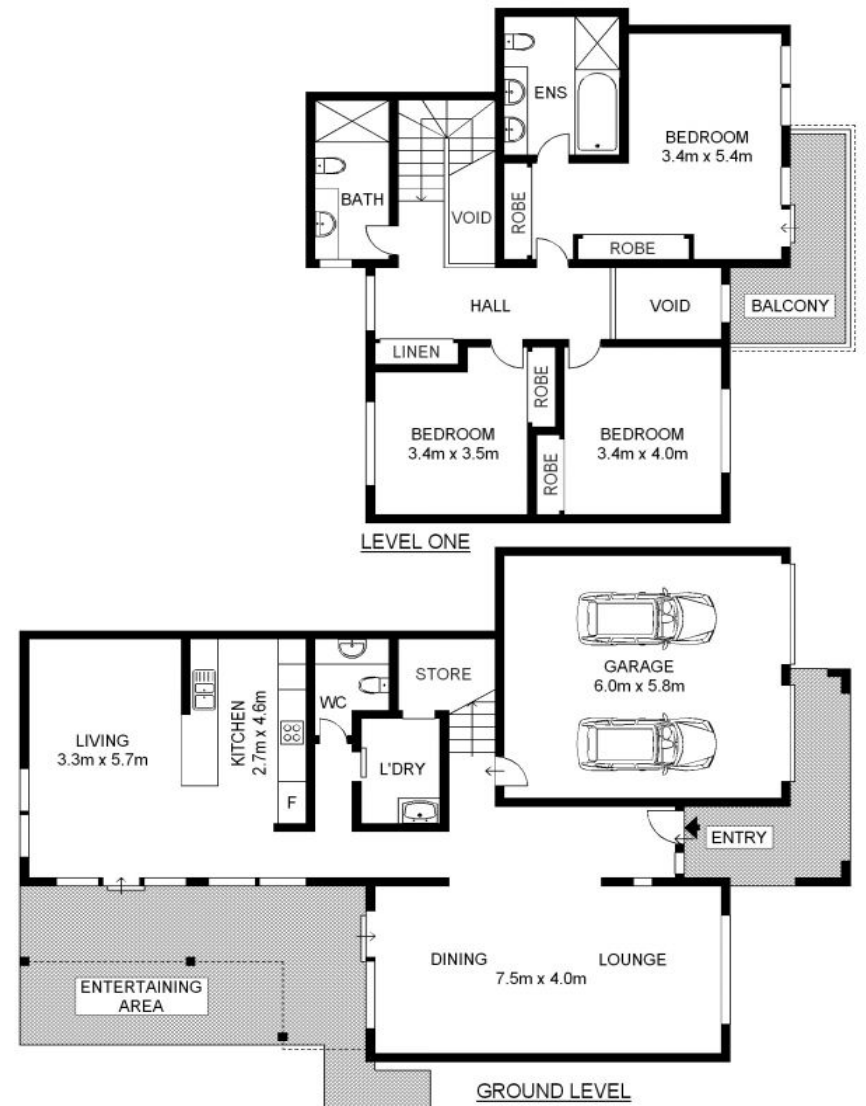 ENS
BEDROOM
3.4m x 5.4m
BATH
VOID
ROBE
ROBE
HALL
VOID
BALCONY
LINEN
ROBE
BEDROOM
3.4m x 3.5m
BEDROOM
3.4m x 4.0m
ROBE
LEVEL ONE
GARAGE
6.0m x 5.8m
STORE
WC
KITCHEN
2.7m x 4.6m
LIVING
3.3m x 5.7m
L'DRY
F
ENTRY
DINING
LOUNGE
7.5m x 4.0m
ENTERTAINING
AREA
GROUND LEVEL